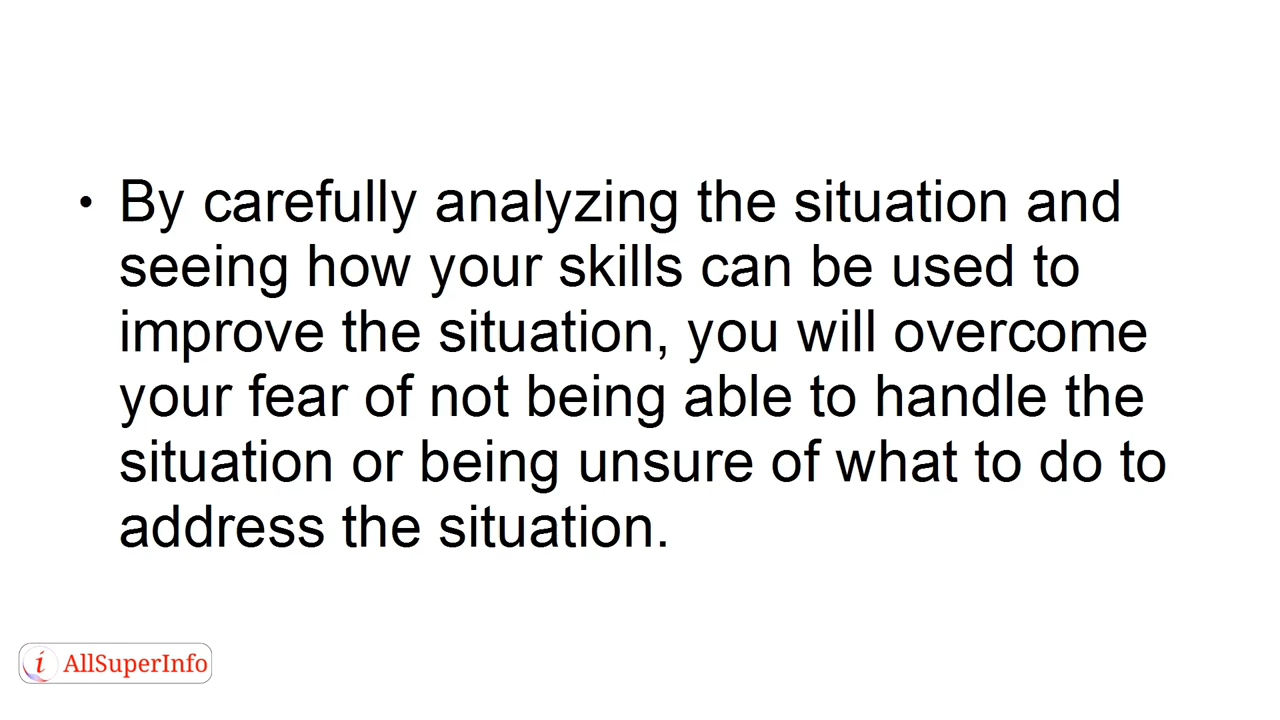 • By carefully analyzing the situation and
seeing how your skills can be used to
improve the situation, you will overcome
your fear of not being able to handle the
situation or being unsure of what to do to
address the situation.
i AllSuperInfo